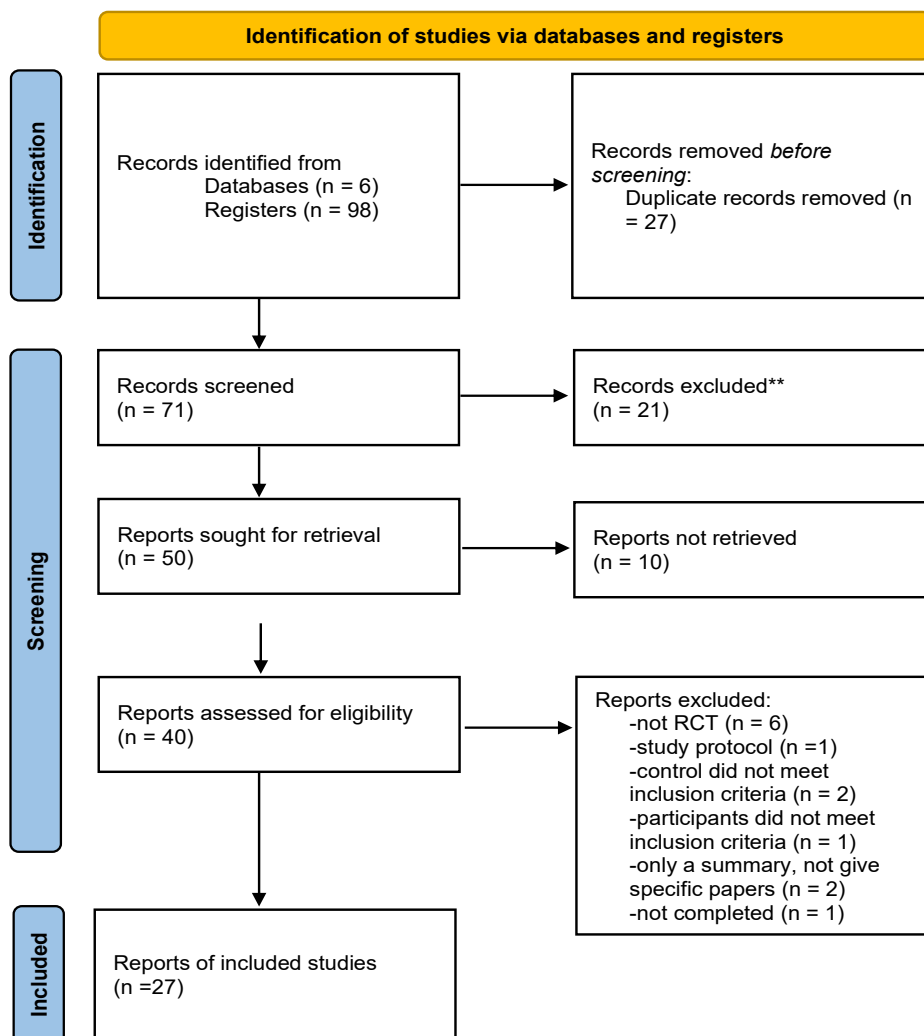 Identification of studies via databases and registers
Identification
Records identified from
Databases (n = 6)
Registers (n = 98)
Records removed before
screening:
Duplicate records removed (n
= 27)
Screening
Records screened
(n = 71)
Records excluded**
(n = 21)
Reports sought for retrieval
(n = 50)
Reports not retrieved
(n = 10)
Reports assessed for eligibility
(n = 40)
Reports excluded:
-not RCT (n = 6)
-study protocol (n =1)
-control did not meet
inclusion criteria (n = 2)
-participants did not meet
inclusion criteria (n = 1)
-only a summary, not give
specific papers (n = 2)
-not completed (n = 1)
Included
Reports of included studies
(n =27)